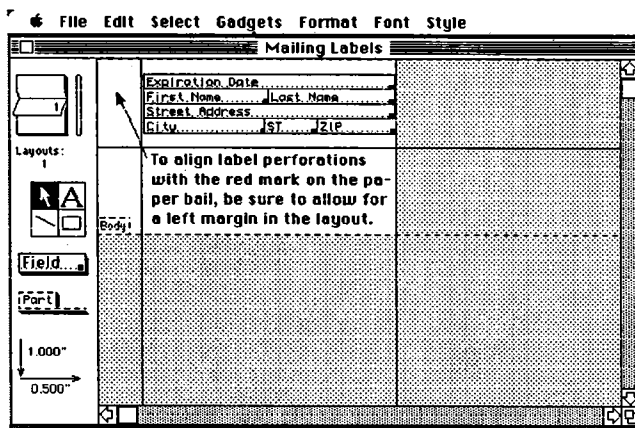 File Edit Select Gadgets Format Font Style
Mailing Labels
Expiration Date
First Name Last Name
Street Address
City ST ZIP
1
Layouts:
1
A
To align label perforations
with the red mark on the pa-
per bail, be sure to allow for
a left margin in the layout.
Body
Field
Part
1.000"
0.500"